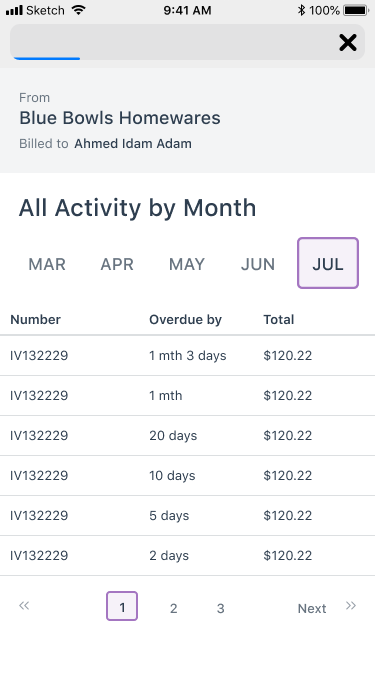 Sketch 9:41 AM 100%
From
Blue Bowls Homewares
Billed to Ahmed Idam Adam
All Activity by Month
MAR APR MAY JUN JUL
Number Overdue by Total
IV132229 1 mth 3 days $120.22
IV132229 1 mth $120.22
IV132229 20 days $120.22
IV132229 10 days $120.22
IV132229 5 days $120.22
IV132229 2 days $120.22
« 1 2 3 Next »